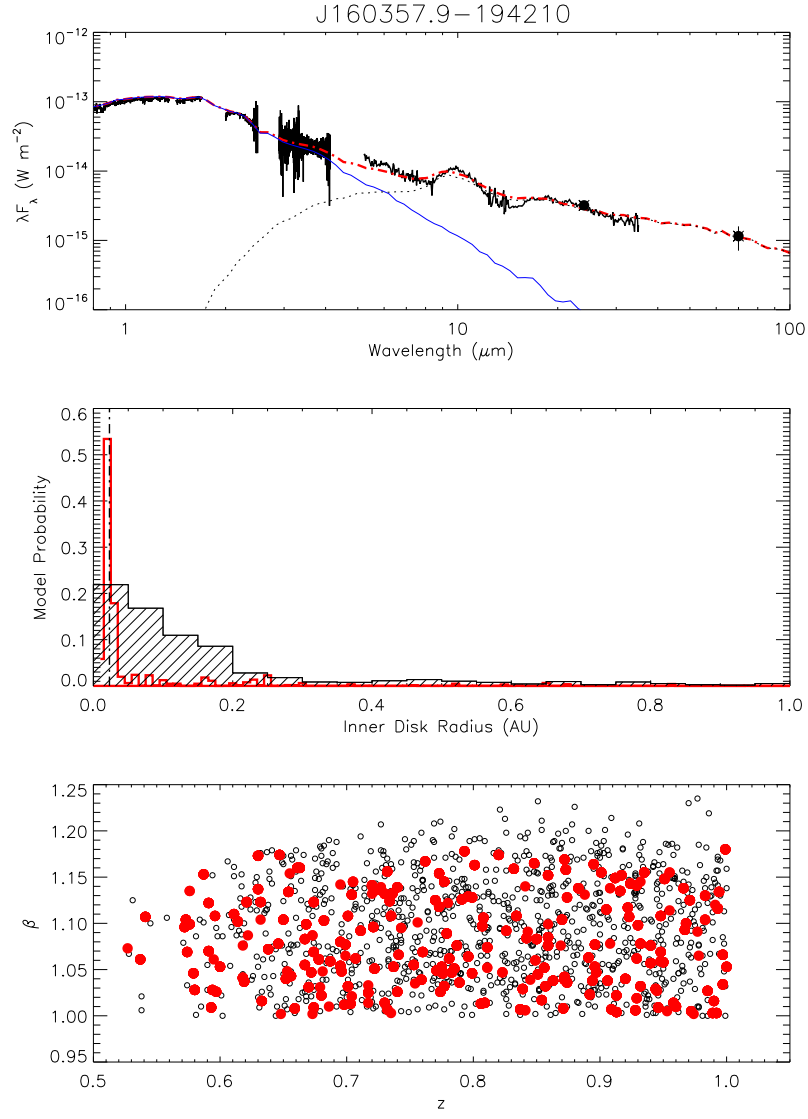 J160357.9−194210
10⁻¹²
10⁻¹³
10⁻¹⁴
10⁻¹⁵
10⁻¹⁶
λFλ (W m⁻²)
1 10 100
Wavelength (μm)
0.6
0.5
0.4
0.3
0.2
0.1
0.0
Model Probability
0.0 0.2 0.4 0.6 0.8 1.0
Inner Disk Radius (AU)
1.25
1.20
1.15
1.10
1.05
1.00
0.95
β
0.5 0.6 0.7 0.8 0.9 1.0
z